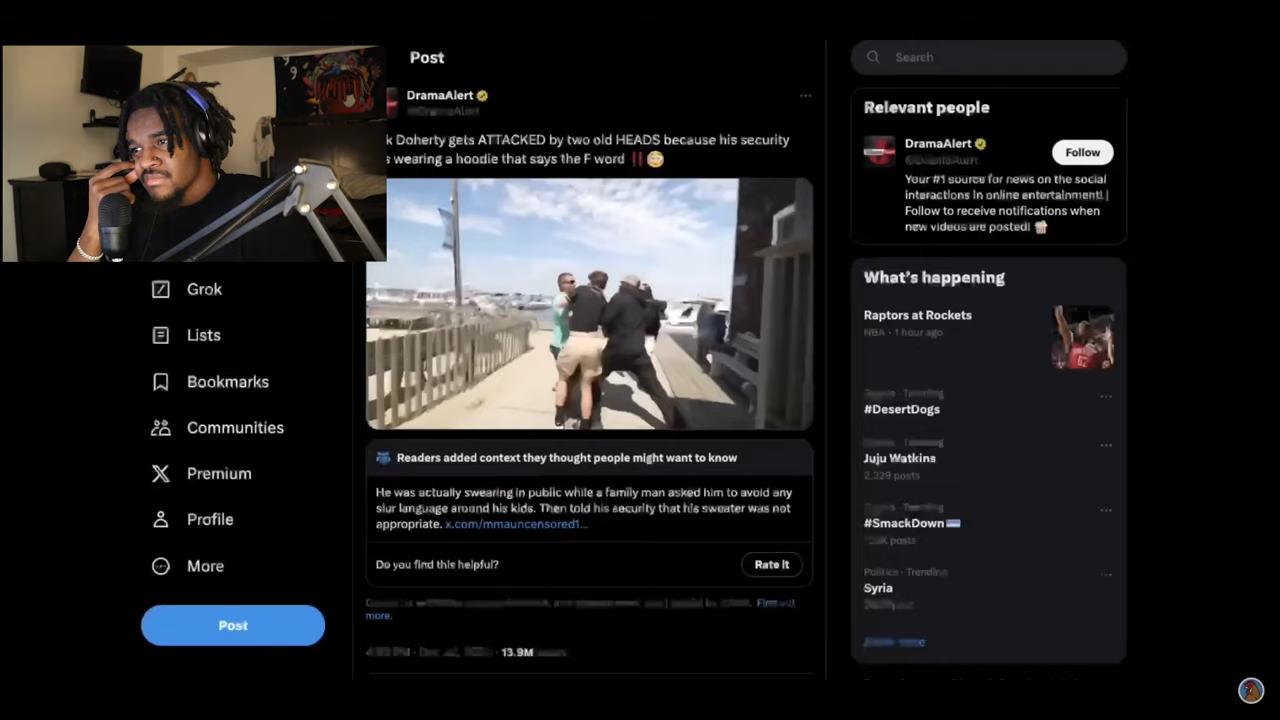 Post
DramaAlert
k Doherty gets ATTACKED by two old HEADS because his security
wearing a hoodie that says the F word ‼️😳
Readers added context they thought people might want to know
He was actually swearing in public while a family man asked him to avoid any
slur language around his kids. Then told his security that his sweater was not
appropriate. x.com/mmauncensored1...
Do you find this helpful?
Rate it
more.
13.9M
Grok
Lists
Bookmarks
Communities
Premium
Profile
More
Post
Search
Relevant people
DramaAlert
Follow
Your #1 source for news on the social
interactions in online entertainment! |
Follow to receive notifications when
new videos are posted! 🍿
What's happening
Raptors at Rockets
NBA · 1 hour ago
#DesertDogs
Juju Watkins
2,329 posts
#SmackDown
posts
Politics · Trending
Syria